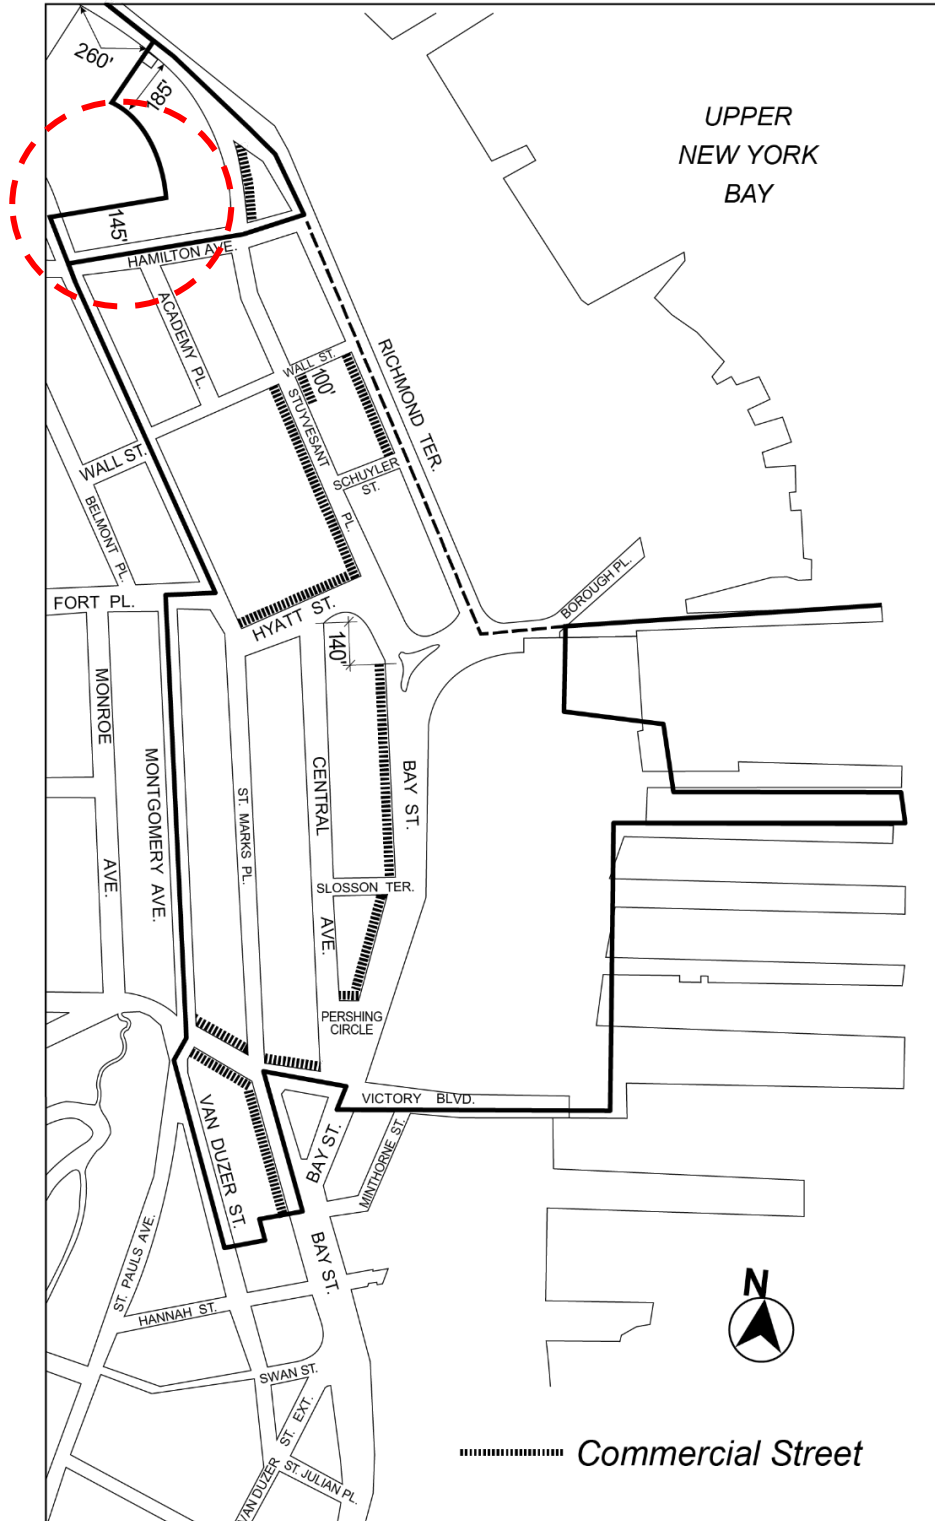 260'
185'
UPPER
NEW YORK
BAY
145'
HAMILTON AVE.
ACADEMY PL.
RICHMOND TER.
WALL ST.
100'
STUYVESANT
PL.
WALL ST.
SCHUYLER
ST.
BELMONT PL.
BOROUGH PL.
FORT PL.
HYATT ST.
140'
MONROE
AVE.
MONTGOMERY AVE.
ST. MARKS PL.
CENTRAL
AVE.
BAY ST.
SLOSSON TER.
PERSHING
CIRCLE
VICTORY BLVD.
VAN DUZER ST.
BAY ST.
MINTHORNE ST.
ST. PAULS AVE.
BAY ST.
N
HANNAH ST.
SWAN ST.
VAN DUZER
ST. EXT.
ST. JULIAN PL.
Commercial Street